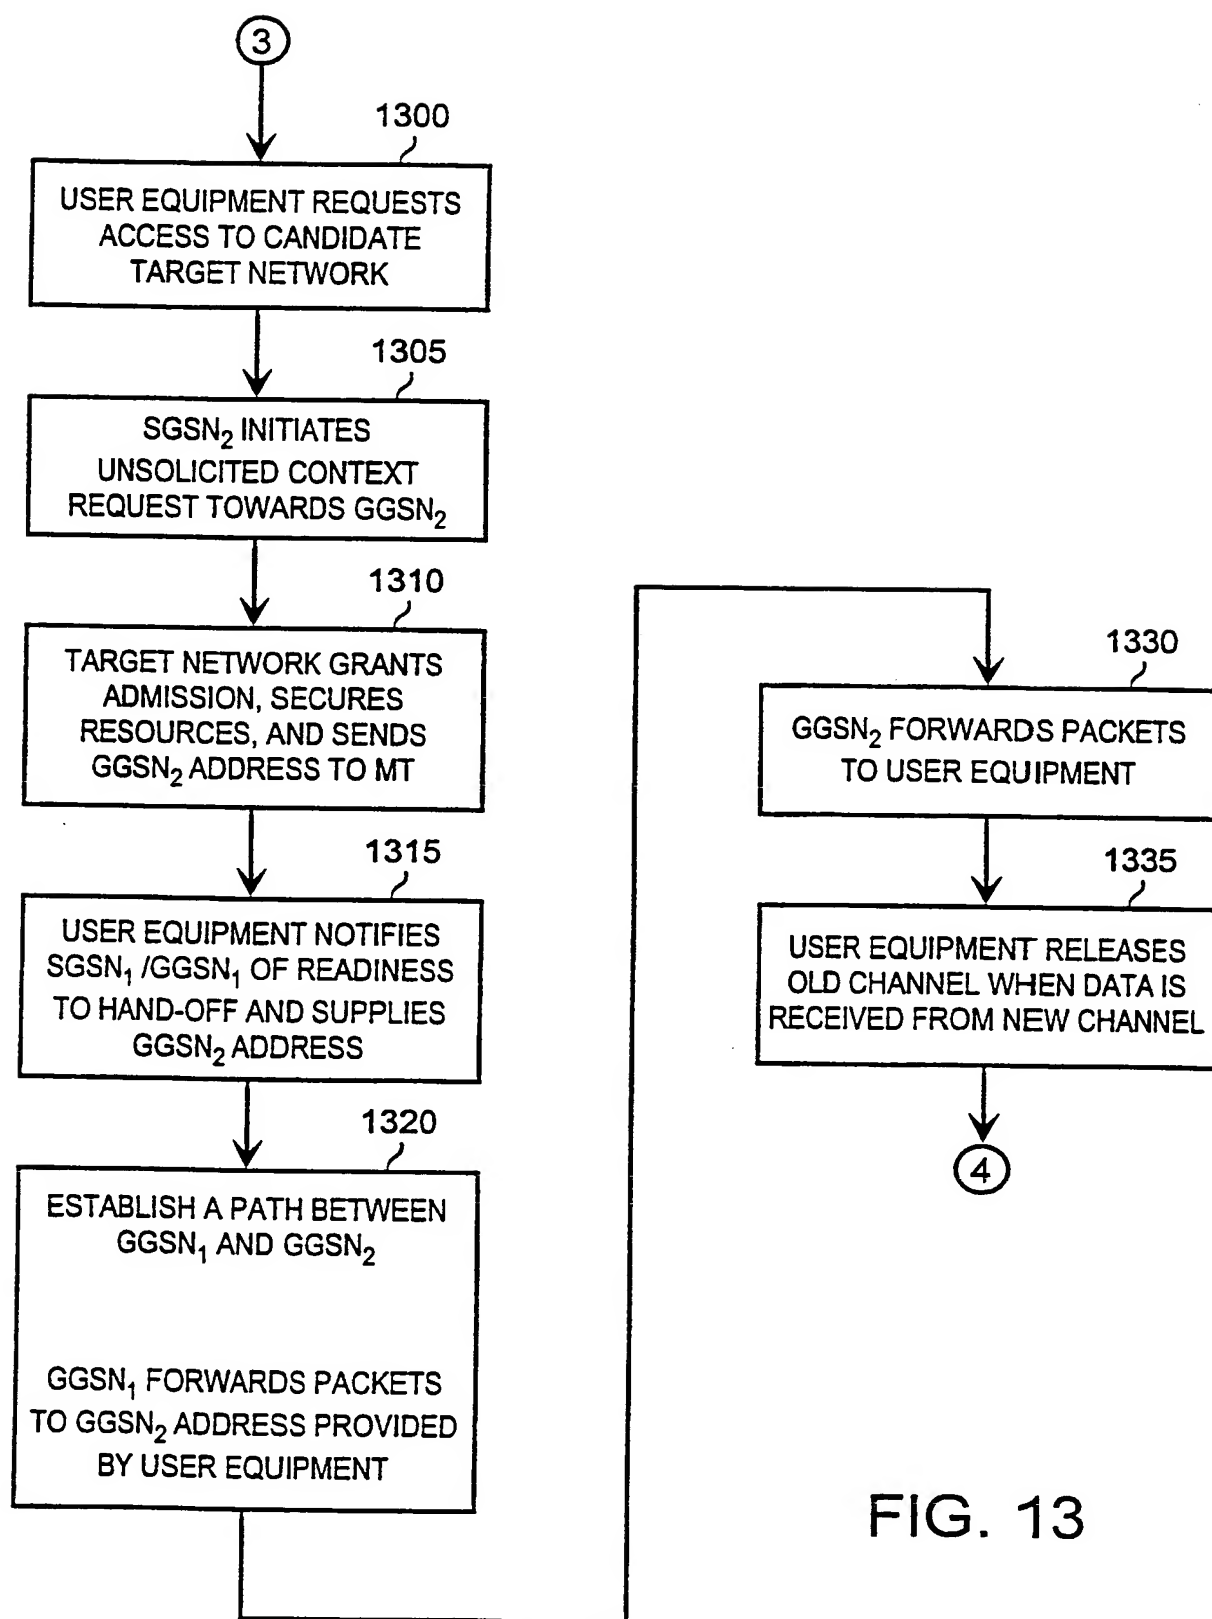 3
1300
USER EQUIPMENT REQUESTS
ACCESS TO CANDIDATE
TARGET NETWORK
1305
SGSN₂ INITIATES
UNSOLICITED CONTEXT
REQUEST TOWARDS GGSN₂
1310
TARGET NETWORK GRANTS
ADMISSION, SECURES
RESOURCES, AND SENDS
GGSN₂ ADDRESS TO MT
1315
USER EQUIPMENT NOTIFIES
SGSN₁ /GGSN₁ OF READINESS
TO HAND-OFF AND SUPPLIES
GGSN₂ ADDRESS
1320
ESTABLISH A PATH BETWEEN
GGSN₁ AND GGSN₂
GGSN₁ FORWARDS PACKETS
TO GGSN₂ ADDRESS PROVIDED
BY USER EQUIPMENT
1330
GGSN₂ FORWARDS PACKETS
TO USER EQUIPMENT
1335
USER EQUIPMENT RELEASES
OLD CHANNEL WHEN DATA IS
RECEIVED FROM NEW CHANNEL
4
FIG. 13